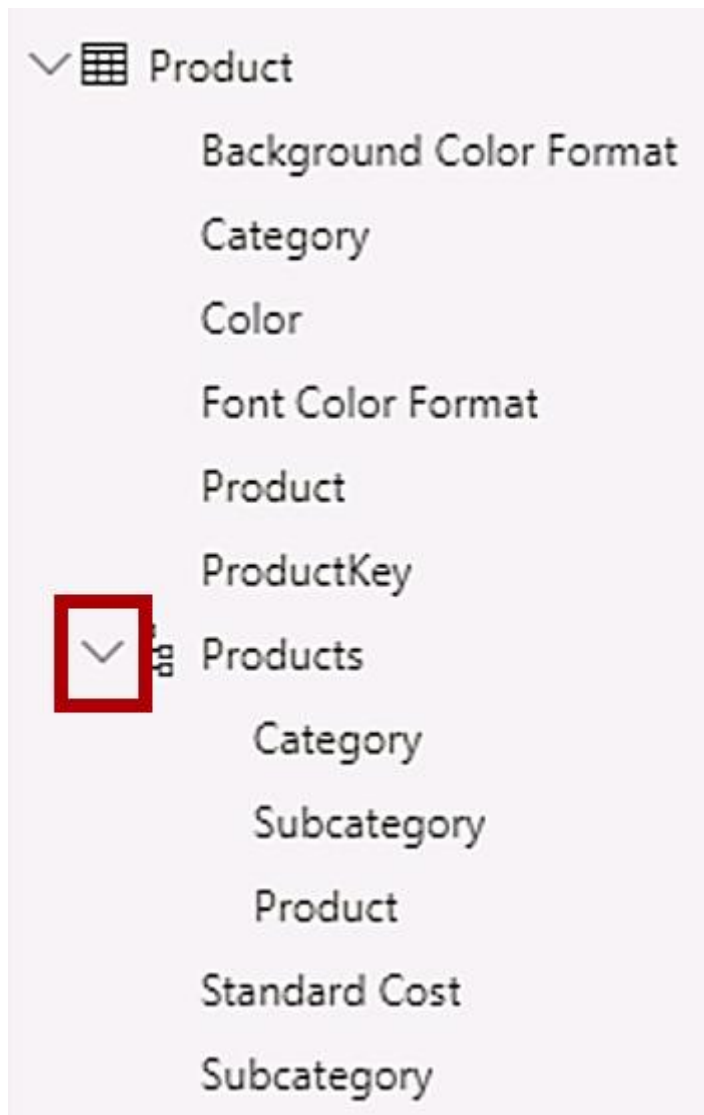 Product
Background Color Format
Category
Color
Font Color Format
Product
ProductKey
Products
Category
Subcategory
Product
Standard Cost
Subcategory